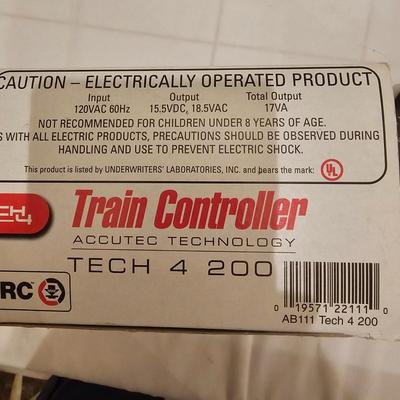 CAUTION – ELECTRICALLY OPERATED PRODUCT
Input Output Total Output
120VAC 60Hz 15.5VDC, 18.5VAC 17VA
NOT RECOMMENDED FOR CHILDREN UNDER 8 YEARS OF AGE.
AS WITH ALL ELECTRIC PRODUCTS, PRECAUTIONS SHOULD BE OBSERVED DURING
HANDLING AND USE TO PREVENT ELECTRIC SHOCK.
This product is listed by UNDERWRITERS' LABORATORIES, INC. and bears the mark: UL
Train Controller
ACCUTEC TECHNOLOGY
TECH 4 200
RC
0 19571 22111 0
AB111 Tech 4 200